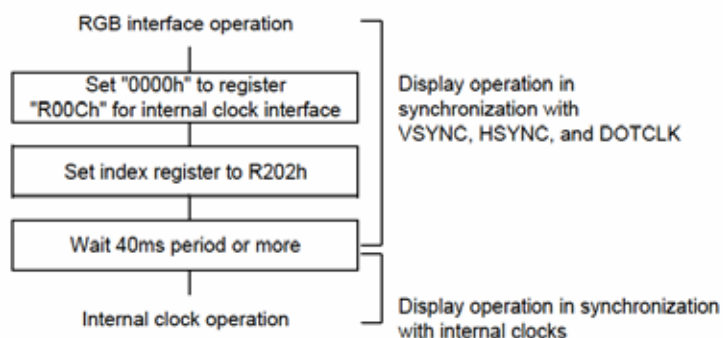 RGB interface operation
Set "0000h" to register
"R00Ch" for internal clock interface
Set index register to R202h
Wait 40ms period or more
Internal clock operation
Display operation in
synchronization with
VSYNC, HSYNC, and DOTCLK
Display operation in synchronization
with internal clocks